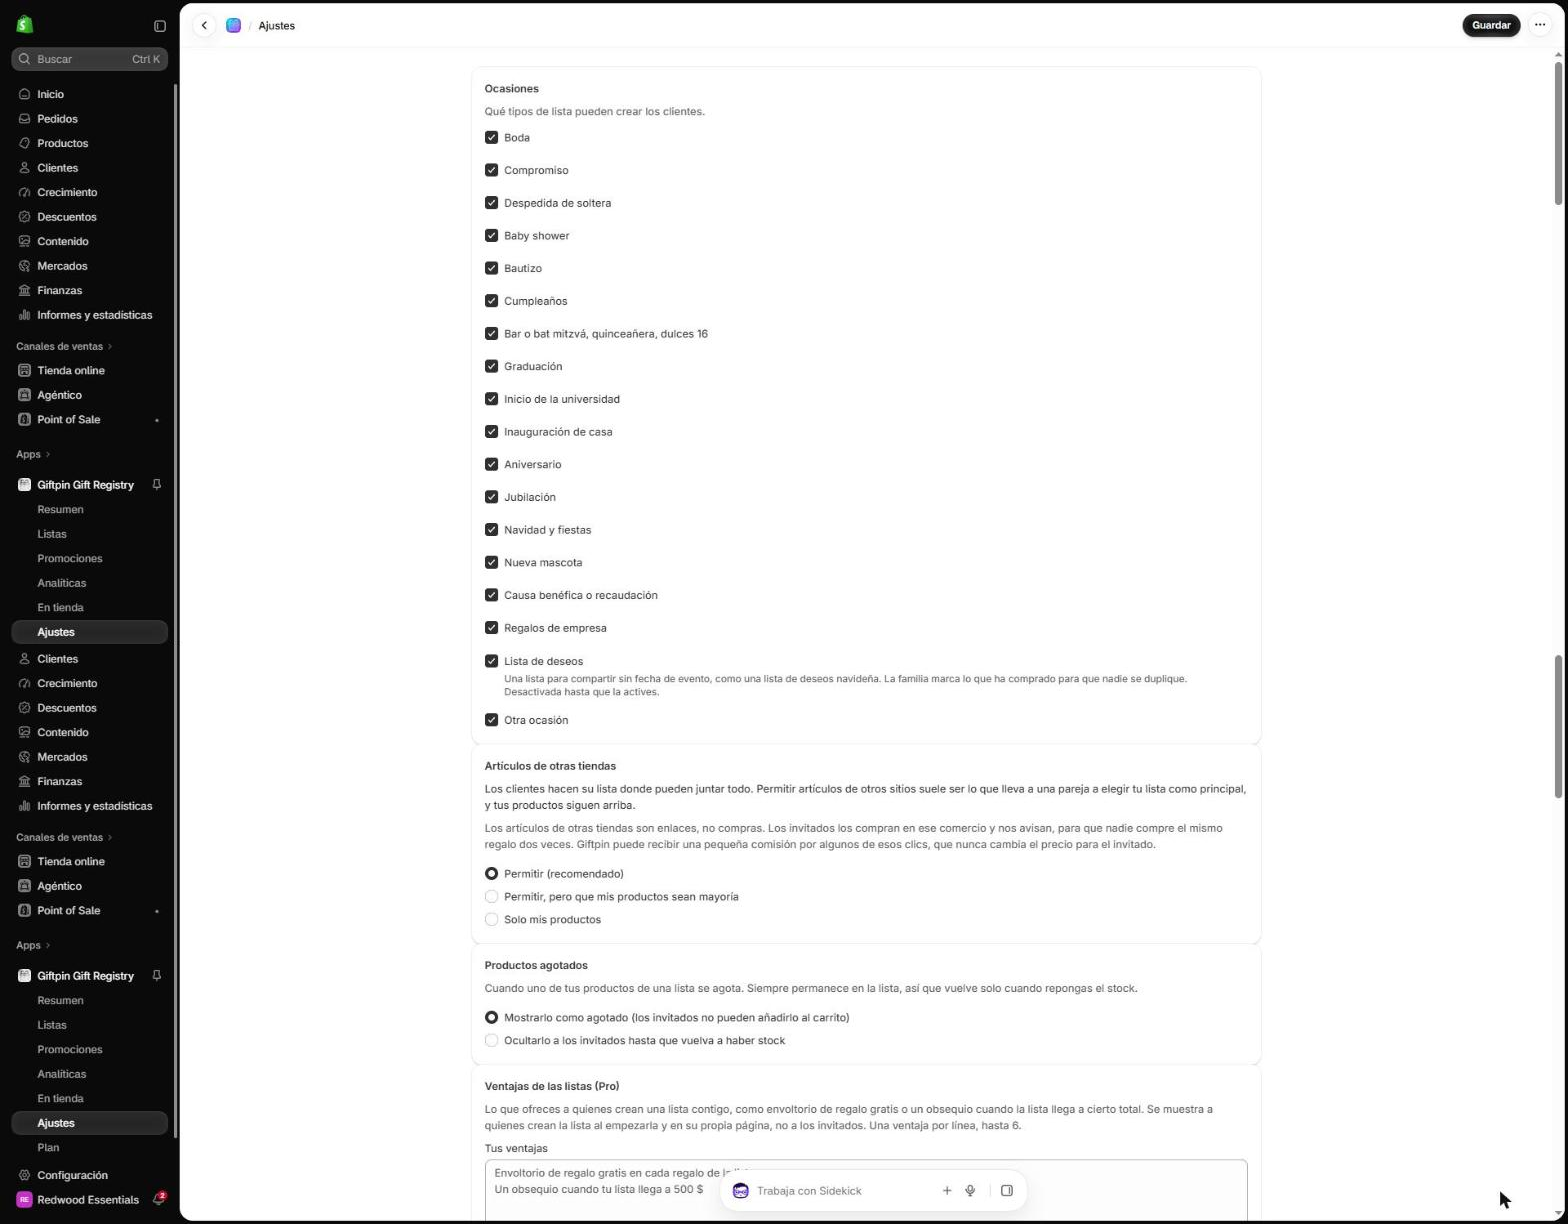 Buscar Ctrl K
Inicio
Pedidos
Productos
Clientes
Crecimiento
Descuentos
Contenido
Mercados
Finanzas
Informes y estadísticas
Canales de ventas
Tienda online
Agéntico
Point of Sale
Apps
Giftpin Gift Registry
Resumen
Listas
Promociones
Analíticas
En tienda
Ajustes
Clientes
Crecimiento
Descuentos
Contenido
Mercados
Finanzas
Informes y estadísticas
Canales de ventas
Tienda online
Agéntico
Point of Sale
Apps
Giftpin Gift Registry
Resumen
Listas
Promociones
Analíticas
En tienda
Ajustes
Plan
Configuración
RE Redwood Essentials 2
/ Ajustes
Guardar
Ocasiones
Qué tipos de lista pueden crear los clientes.
Boda
Compromiso
Despedida de soltera
Baby shower
Bautizo
Cumpleaños
Bar o bat mitzvá, quinceañera, dulces 16
Graduación
Inicio de la universidad
Inauguración de casa
Aniversario
Jubilación
Navidad y fiestas
Nueva mascota
Causa benéfica o recaudación
Regalos de empresa
Lista de deseos
Una lista para compartir sin fecha de evento, como una lista de deseos navideña. La familia marca lo que ha comprado para que nadie se duplique.
Desactivada hasta que la actives.
Otra ocasión
Artículos de otras tiendas
Los clientes hacen su lista donde pueden juntar todo. Permitir artículos de otros sitios suele ser lo que lleva a una pareja a elegir tu lista como principal,
y tus productos siguen arriba.
Los artículos de otras tiendas son enlaces, no compras. Los invitados los compran en ese comercio y nos avisan, para que nadie compre el mismo
regalo dos veces. Giftpin puede recibir una pequeña comisión por algunos de esos clics, que nunca cambia el precio para el invitado.
Permitir (recomendado)
Permitir, pero que mis productos sean mayoría
Solo mis productos
Productos agotados
Cuando uno de tus productos de una lista se agota. Siempre permanece en la lista, así que vuelve solo cuando repongas el stock.
Mostrarlo como agotado (los invitados no pueden añadirlo al carrito)
Ocultarlo a los invitados hasta que vuelva a haber stock
Ventajas de las listas (Pro)
Lo que ofreces a quienes crean una lista contigo, como envoltorio de regalo gratis o un obsequio cuando la lista llega a cierto total. Se muestra a
quienes crean la lista al empezarla y en su propia página, no a los invitados. Una ventaja por línea, hasta 6.
Tus ventajas
Envoltorio de regalo gratis en cada regalo de la
Un obsequio cuando tu lista llega a 500 $
Trabaja con Sidekick